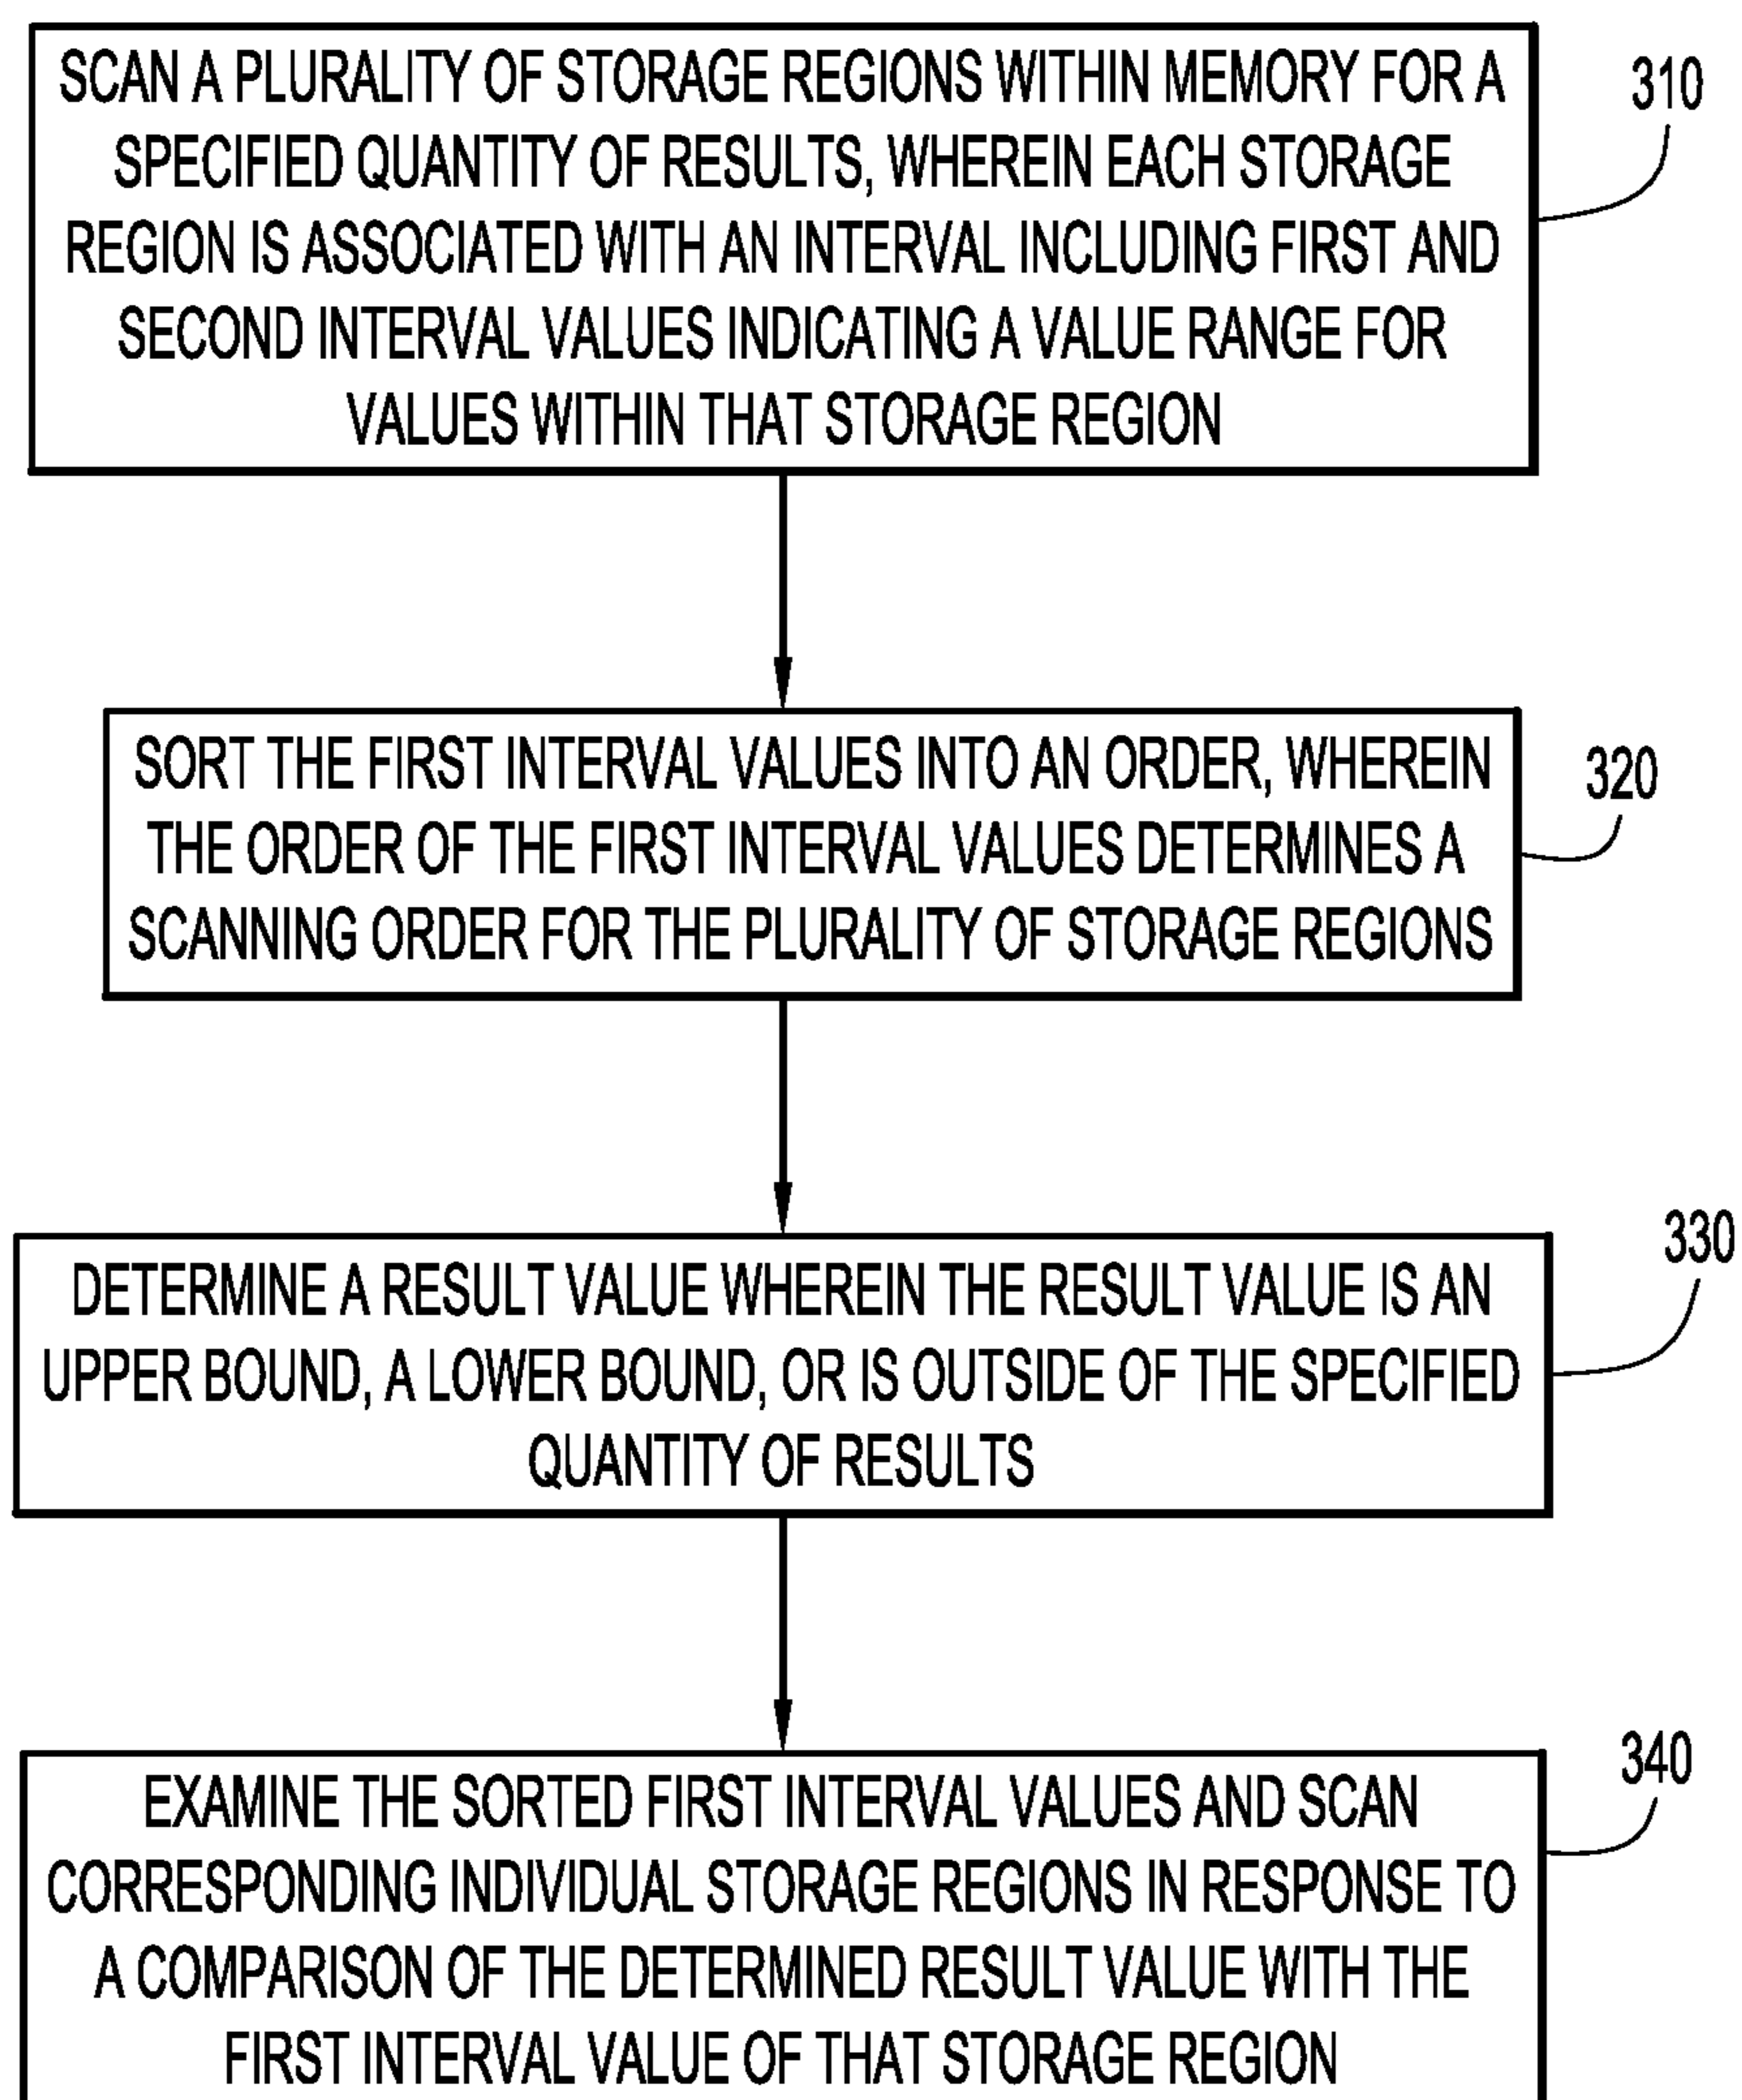 SCAN A PLURALITY OF STORAGE REGIONS WITHIN MEMORY FOR A
SPECIFIED QUANTITY OF RESULTS, WHEREIN EACH STORAGE
REGION IS ASSOCIATED WITH AN INTERVAL INCLUDING FIRST AND
SECOND INTERVAL VALUES INDICATING A VALUE RANGE FOR
VALUES WITHIN THAT STORAGE REGION
310
SORT THE FIRST INTERVAL VALUES INTO AN ORDER, WHEREIN
THE ORDER OF THE FIRST INTERVAL VALUES DETERMINES A
SCANNING ORDER FOR THE PLURALITY OF STORAGE REGIONS
320
DETERMINE A RESULT VALUE WHEREIN THE RESULT VALUE IS AN
UPPER BOUND, A LOWER BOUND, OR IS OUTSIDE OF THE SPECIFIED
QUANTITY OF RESULTS
330
EXAMINE THE SORTED FIRST INTERVAL VALUES AND SCAN
CORRESPONDING INDIVIDUAL STORAGE REGIONS IN RESPONSE TO
A COMPARISON OF THE DETERMINED RESULT VALUE WITH THE
FIRST INTERVAL VALUE OF THAT STORAGE REGION
340